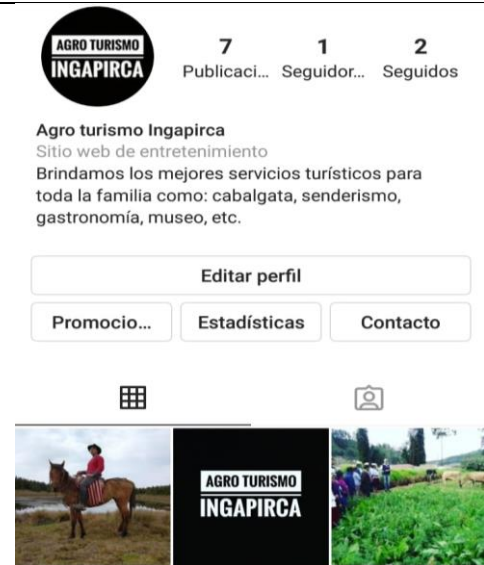 AGRO TURISMO
INGAPIRCA
7 1 2
Publicaci... Seguidor... Seguidos
Agro turismo Ingapirca
Sitio web de entretenimiento
Brindamos los mejores servicios turísticos para
toda la familia como: cabalgata, senderismo,
gastronomía, museo, etc.
Editar perfil
Promocio... Estadísticas Contacto
AGRO TURISMO
INGAPIRCA